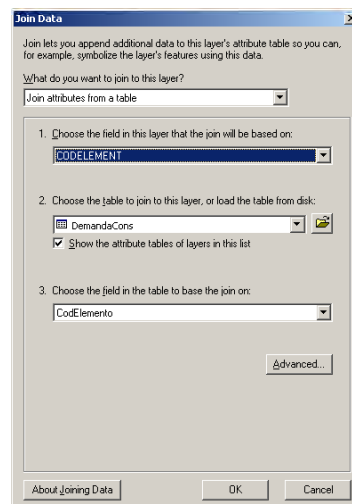 Join Data
Join lets you append additional data to this layer's attribute table so you can,
for example, symbolize the layer's features using this data.
What do you want to join to this layer?
Join attributes from a table
1. Choose the field in this layer that the join will be based on:
CODELEMENT
2. Choose the table to join to this layer, or load the table from disk:
DemandaCons
Show the attribute tables of layers in this list
3. Choose the field in the table to base the join on:
CodElemento
Advanced...
About Joining Data OK Cancel